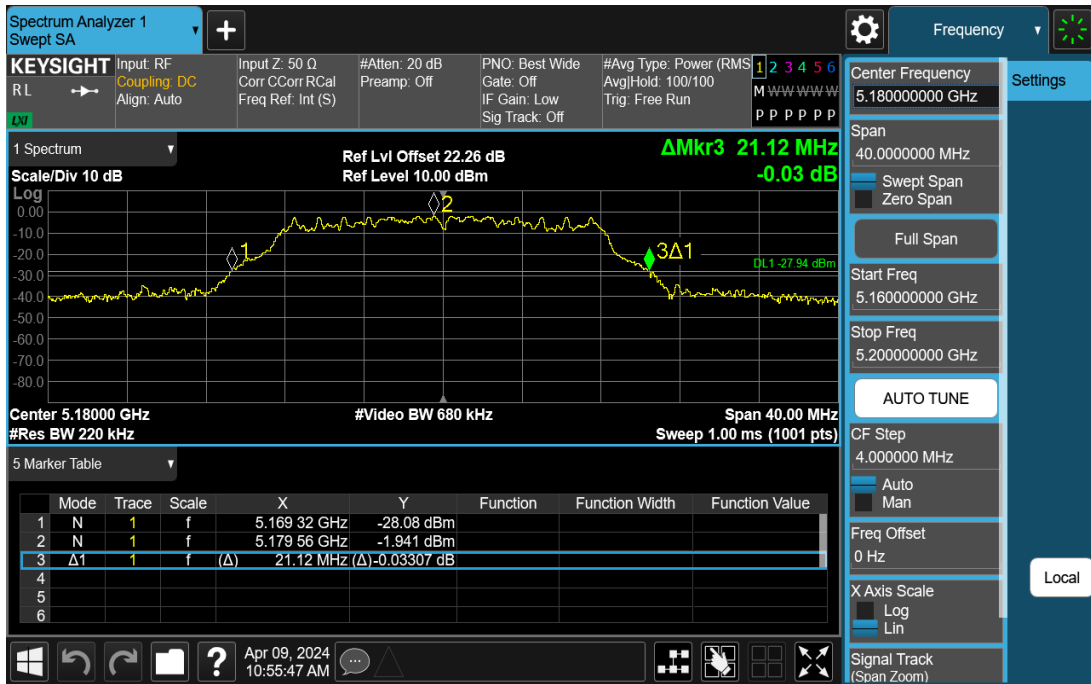 Spectrum Analyzer 1
Swept SA
+
Frequency
KEYSIGHT
RL
LXI
Input: RF
Coupling: DC
Align: Auto
Input Z: 50 Ω
Corr CCorr RCal
Freq Ref: Int (S)
#Atten: 20 dB
Preamp: Off
PNO: Best Wide
Gate: Off
IF Gain: Low
Sig Track: Off
#Avg Type: Power (RMS
Avg|Hold: 100/100
Trig: Free Run
1 2 3 4 5 6
M W W W W W
P P P P P P
1 Spectrum
Scale/Div 10 dB
Ref Lvl Offset 22.26 dB
Ref Level 10.00 dBm
ΔMkr3 21.12 MHz
-0.03 dB
Log
0.00
-10.0
-20.0
-30.0
-40.0
-50.0
-60.0
-70.0
-80.0
1
2
3Δ1
DL1 -27.94 dBm
Center 5.18000 GHz
#Res BW 220 kHz
#Video BW 680 kHz
Span 40.00 MHz
Sweep 1.00 ms (1001 pts)
5 Marker Table
Mode Trace Scale X Y Function Function Width Function Value
1 N 1 f 5.169 32 GHz -28.08 dBm
2 N 1 f 5.179 56 GHz -1.941 dBm
3 Δ1 1 f (Δ) 21.12 MHz (Δ) -0.03307 dB
4
5
6
?
Apr 09, 2024
10:55:47 AM
Center Frequency
5.180000000 GHz
Span
40.0000000 MHz
Swept Span
Zero Span
Full Span
Start Freq
5.160000000 GHz
Stop Freq
5.200000000 GHz
AUTO TUNE
CF Step
4.000000 MHz
Auto
Man
Freq Offset
0 Hz
X Axis Scale
Log
Lin
Signal Track
(Span Zoom)
Settings
Local